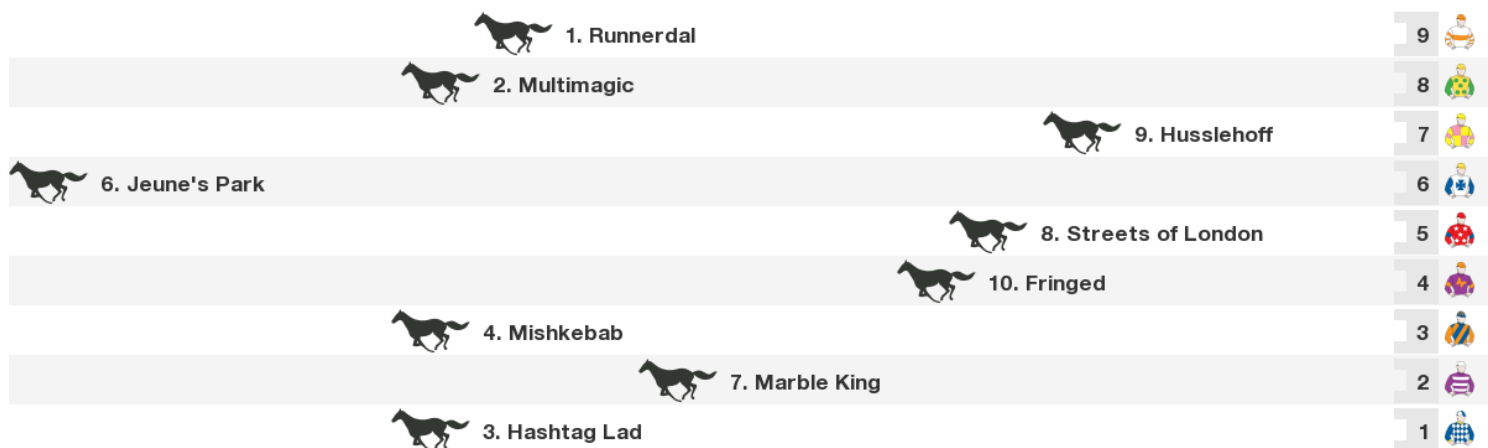 1. Runnerdal 9
2. Multimagic 8
9. Husslehoff 7
6. Jeune's Park 6
8. Streets of London 5
10. Fringed 4
4. Mishkebab 3
7. Marble King 2
3. Hashtag Lad 1